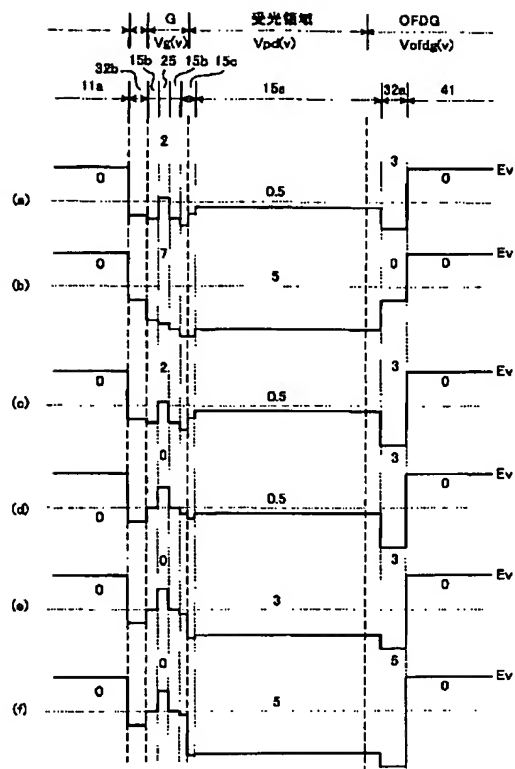 G 受光領域 OFDG
Vg(v) Vpd(v) Vofdg(v)
32b 15b 25 15b 15c
11a 15a 32a 41
2 3
0 0.5 0 Ev
(a)
7
0 5 0 0 Ev
(b)
2 3
0 0.5 0 Ev
(c)
0 3
0 0.5 0 Ev
(d)
0 3
0 3 0 Ev
(e)
0 5
0 5 0 Ev
(f)